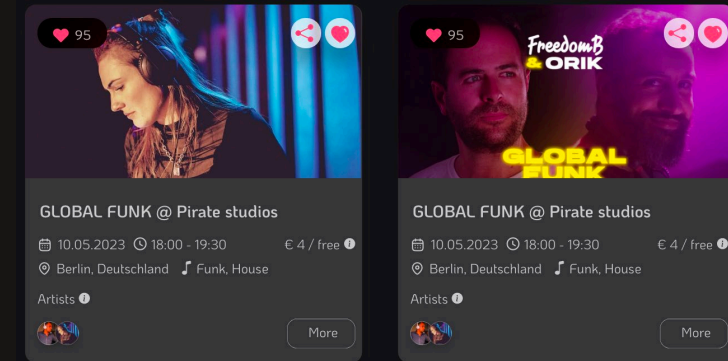 95
GLOBAL FUNK @ Pirate studios
10.05.2023 18:00 - 19:30 € 4 / free
Berlin, Deutschland Funk, House
Artists
More
95
FreedomB
& ORIK
GLOBAL
FUNK
GLOBAL FUNK @ Pirate studios
10.05.2023 18:00 - 19:30 € 4 / free
Berlin, Deutschland Funk, House
Artists
More